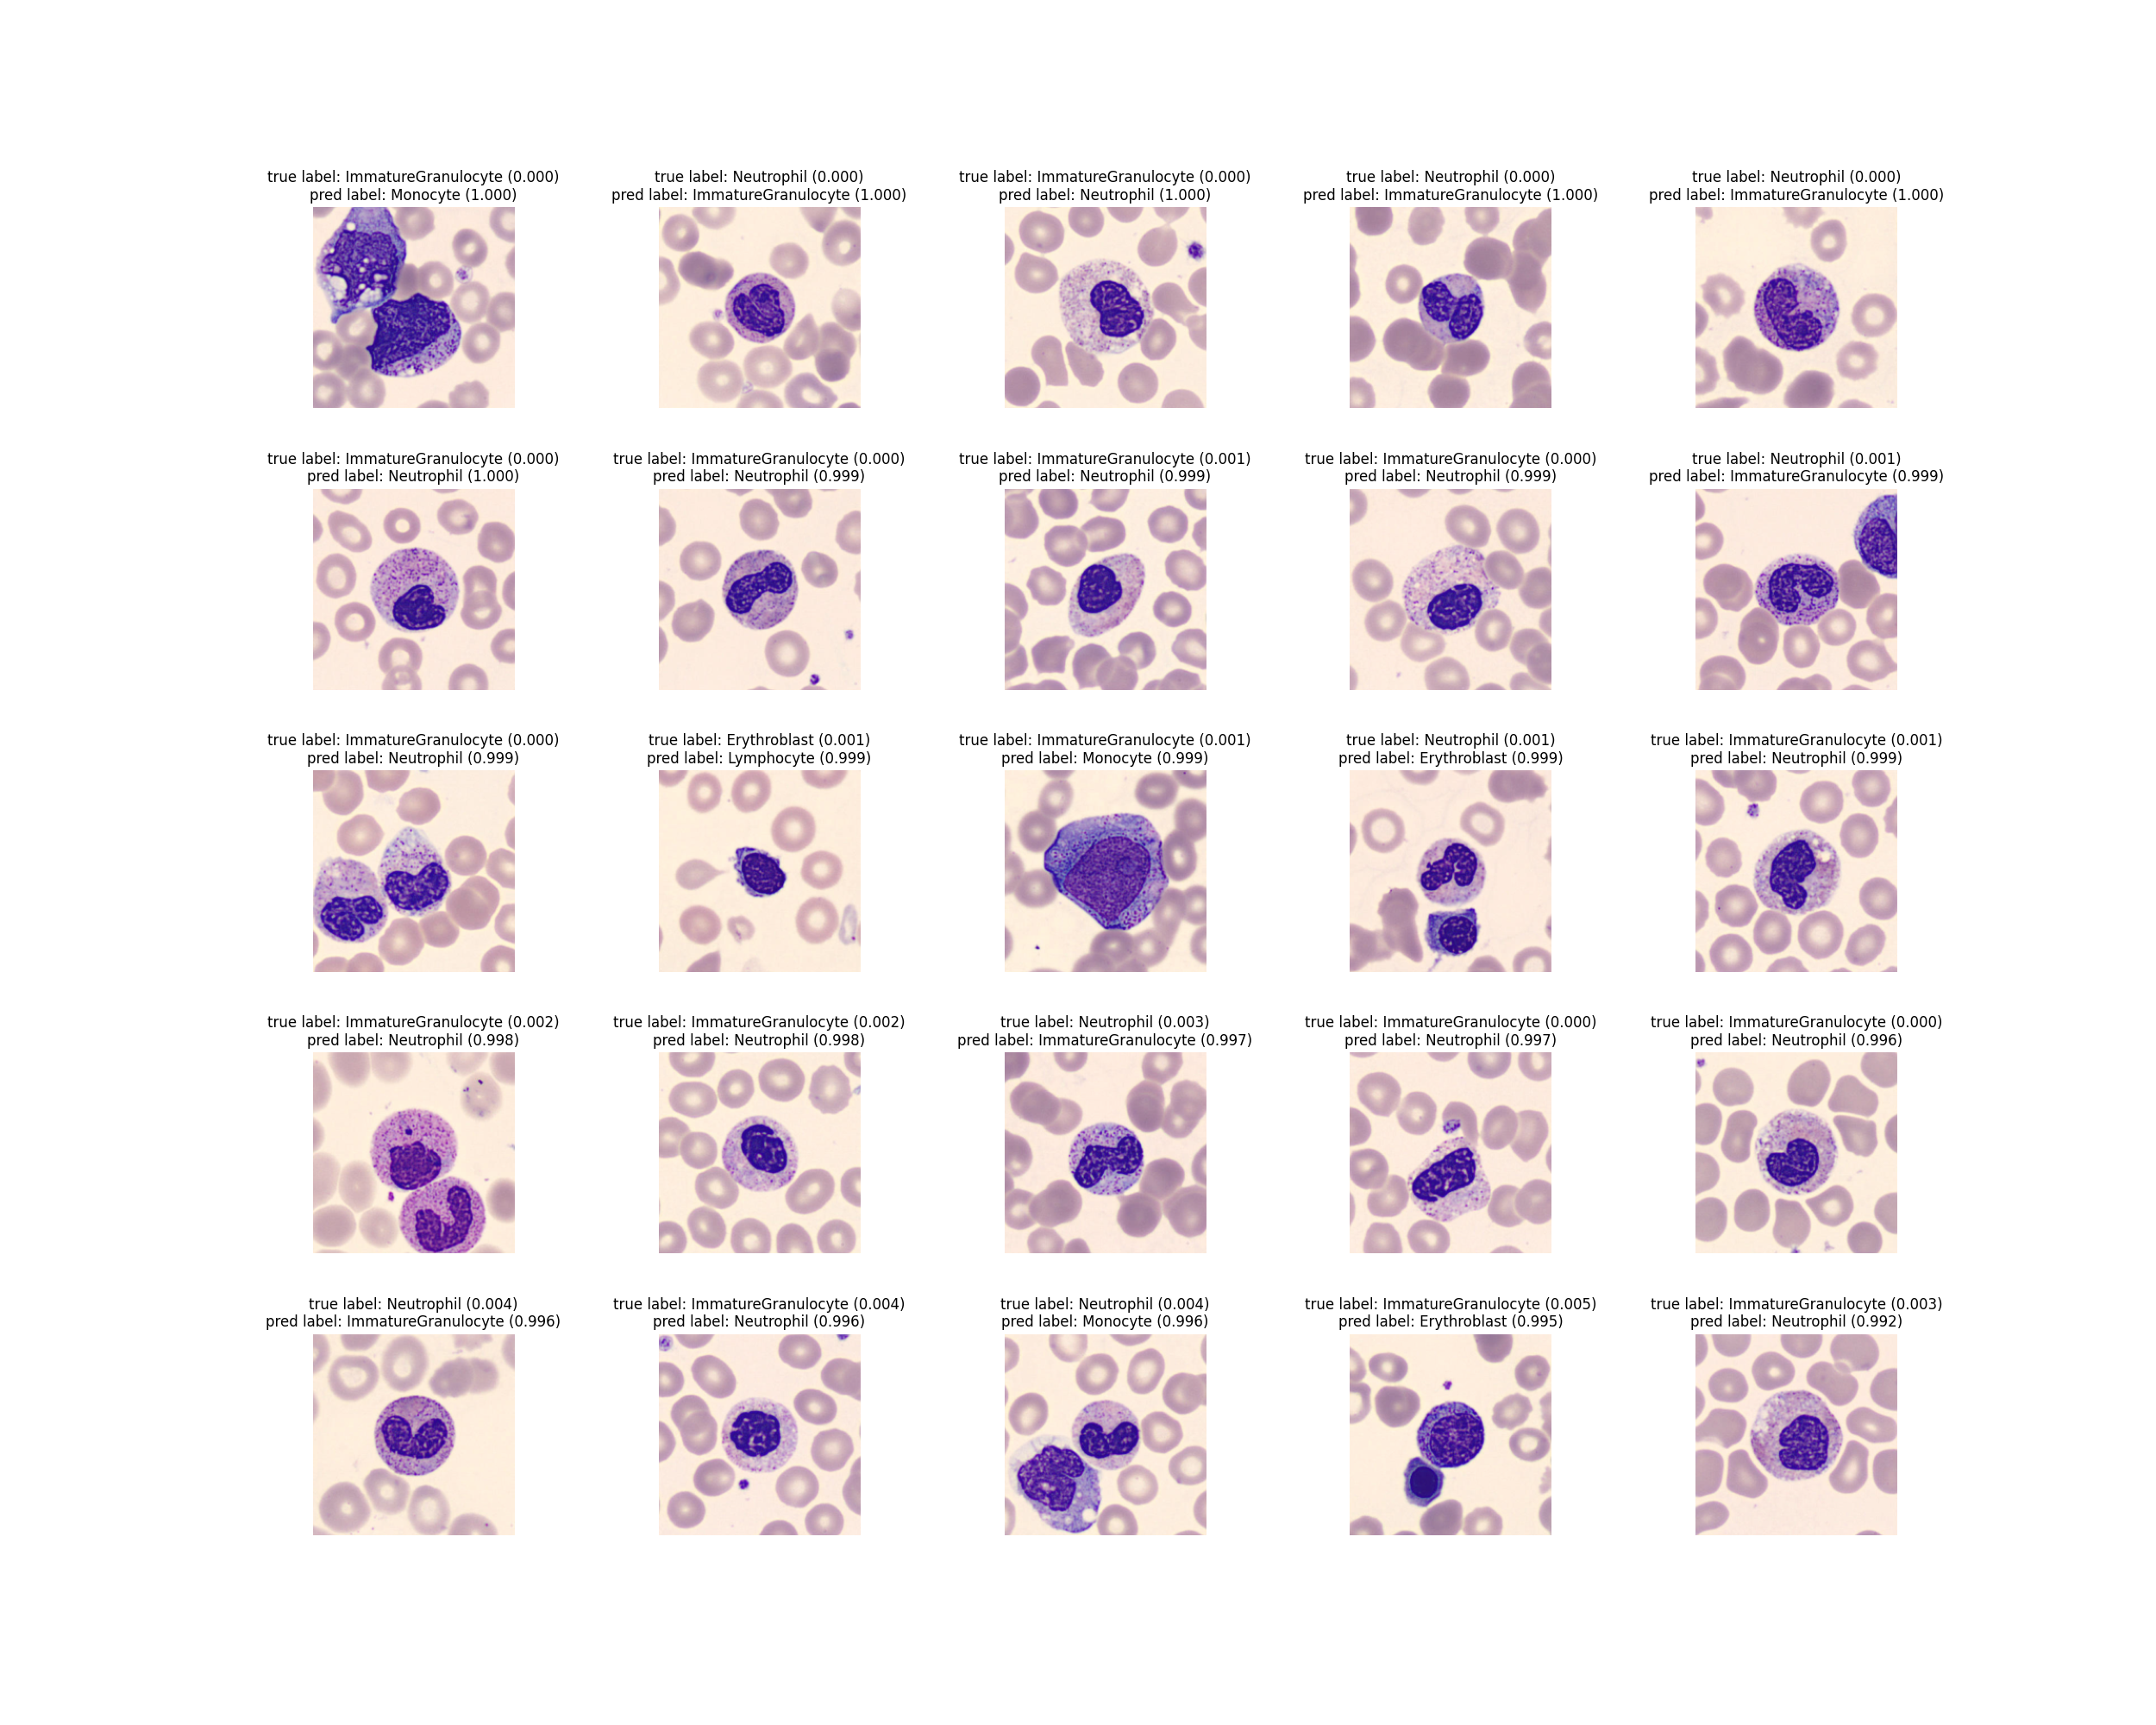 true label: ImmatureGranulocyte (0.000)
pred label: Monocyte (1.000)
true label: Neutrophil (0.000)
pred label: ImmatureGranulocyte (1.000)
true label: ImmatureGranulocyte (0.000)
pred label: Neutrophil (1.000)
true label: Neutrophil (0.000)
pred label: ImmatureGranulocyte (1.000)
true label: Neutrophil (0.000)
pred label: ImmatureGranulocyte (1.000)
true label: ImmatureGranulocyte (0.000)
pred label: Neutrophil (1.000)
true label: ImmatureGranulocyte (0.000)
pred label: Neutrophil (0.999)
true label: ImmatureGranulocyte (0.001)
pred label: Neutrophil (0.999)
true label: ImmatureGranulocyte (0.000)
pred label: Neutrophil (0.999)
true label: Neutrophil (0.001)
pred label: ImmatureGranulocyte (0.999)
true label: ImmatureGranulocyte (0.000)
pred label: Neutrophil (0.999)
true label: Erythroblast (0.001)
pred label: Lymphocyte (0.999)
true label: ImmatureGranulocyte (0.001)
pred label: Monocyte (0.999)
true label: Neutrophil (0.001)
pred label: Erythroblast (0.999)
true label: ImmatureGranulocyte (0.001)
pred label: Neutrophil (0.999)
true label: ImmatureGranulocyte (0.002)
pred label: Neutrophil (0.998)
true label: ImmatureGranulocyte (0.002)
pred label: Neutrophil (0.998)
true label: Neutrophil (0.003)
pred label: ImmatureGranulocyte (0.997)
true label: ImmatureGranulocyte (0.000)
pred label: Neutrophil (0.997)
true label: ImmatureGranulocyte (0.000)
pred label: Neutrophil (0.996)
true label: Neutrophil (0.004)
pred label: ImmatureGranulocyte (0.996)
true label: ImmatureGranulocyte (0.004)
pred label: Neutrophil (0.996)
true label: Neutrophil (0.004)
pred label: Monocyte (0.996)
true label: ImmatureGranulocyte (0.005)
pred label: Erythroblast (0.995)
true label: ImmatureGranulocyte (0.003)
pred label: Neutrophil (0.992)